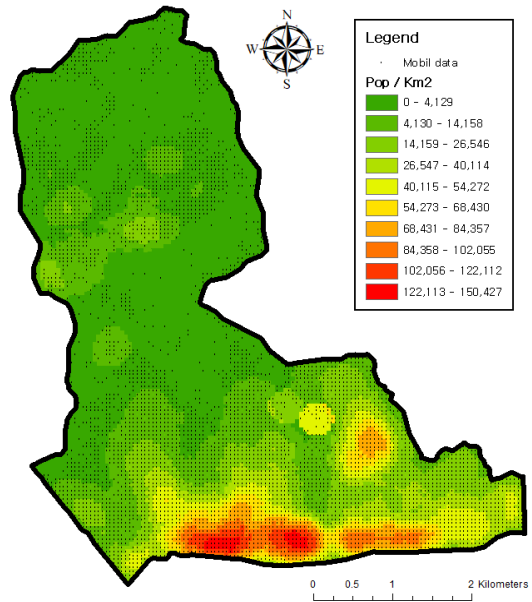 N
W E
S
Legend
Mobil data
Pop / Km2
0 - 4,129
4,130 - 14,158
14,159 - 26,546
26,547 - 40,114
40,115 - 54,272
54,273 - 68,430
68,431 - 84,357
84,358 - 102,055
102,056 - 122,112
122,113 - 150,427
0 0.5 1 2 Kilometers